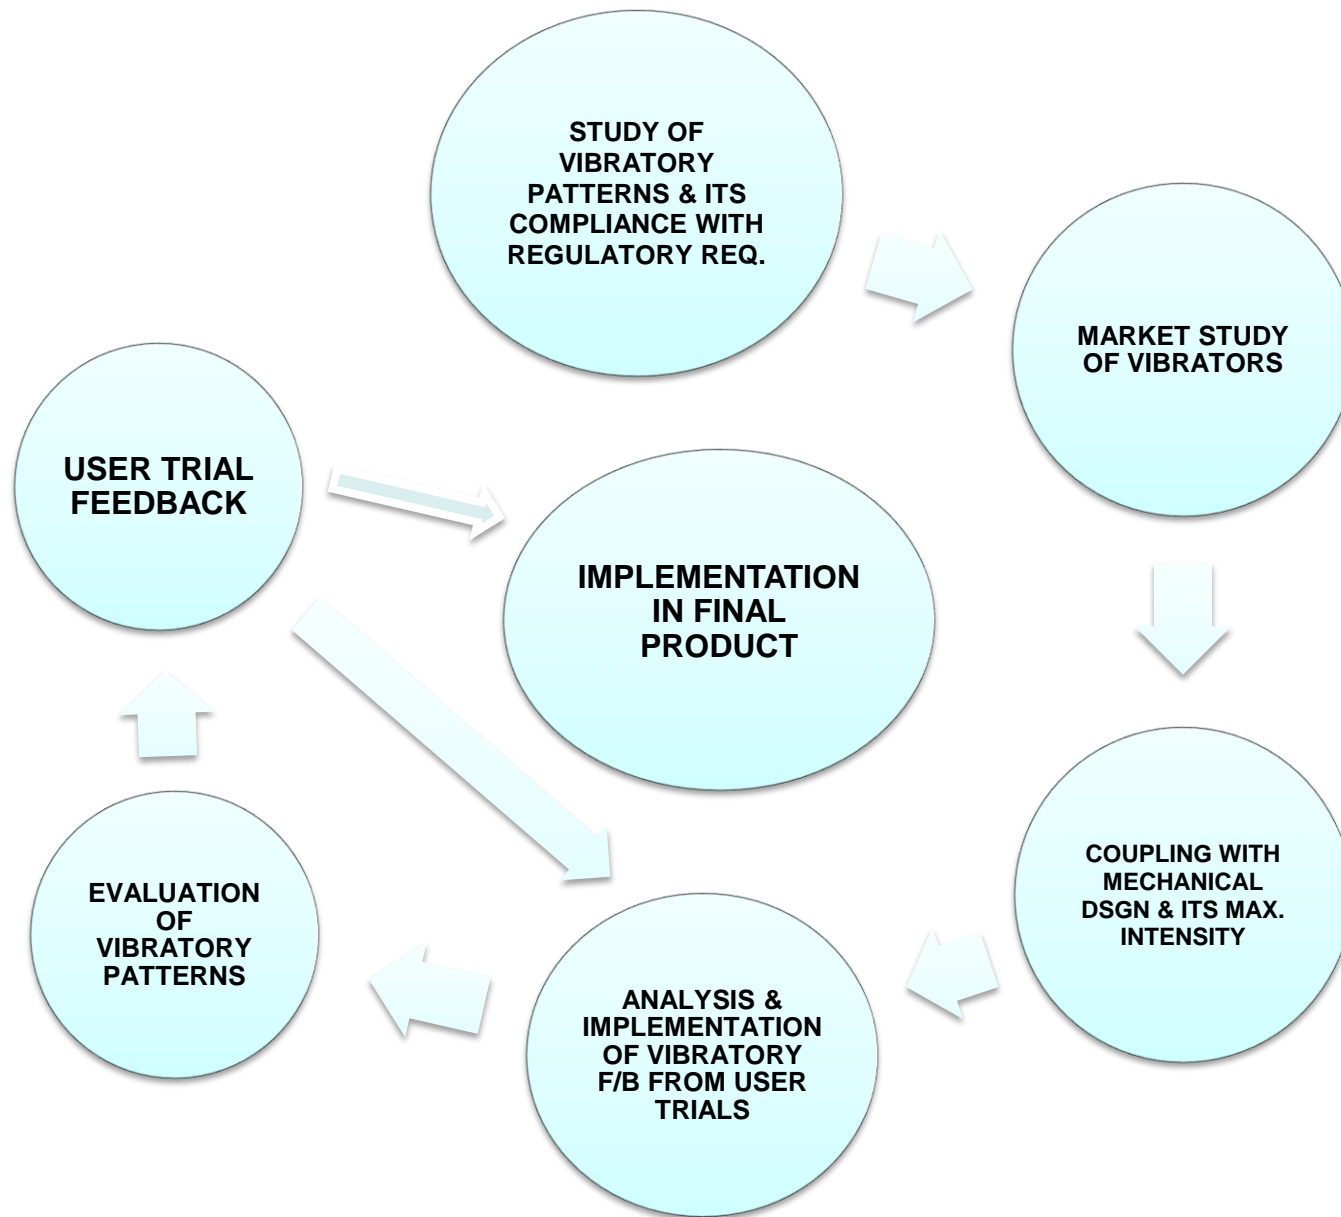 STUDY OF
VIBRATORY
PATTERNS & ITS
COMPLIANCE WITH
REGULATORY REQ.
MARKET STUDY
OF VIBRATORS
USER TRIAL
FEEDBACK
IMPLEMENTATION
IN FINAL
PRODUCT
COUPLING WITH
MECHANICAL
DSGN & ITS MAX.
INTENSITY
EVALUATION
OF
VIBRATORY
PATTERNS
ANALYSIS &
IMPLEMENTATION
OF VIBRATORY
F/B FROM USER
TRIALS